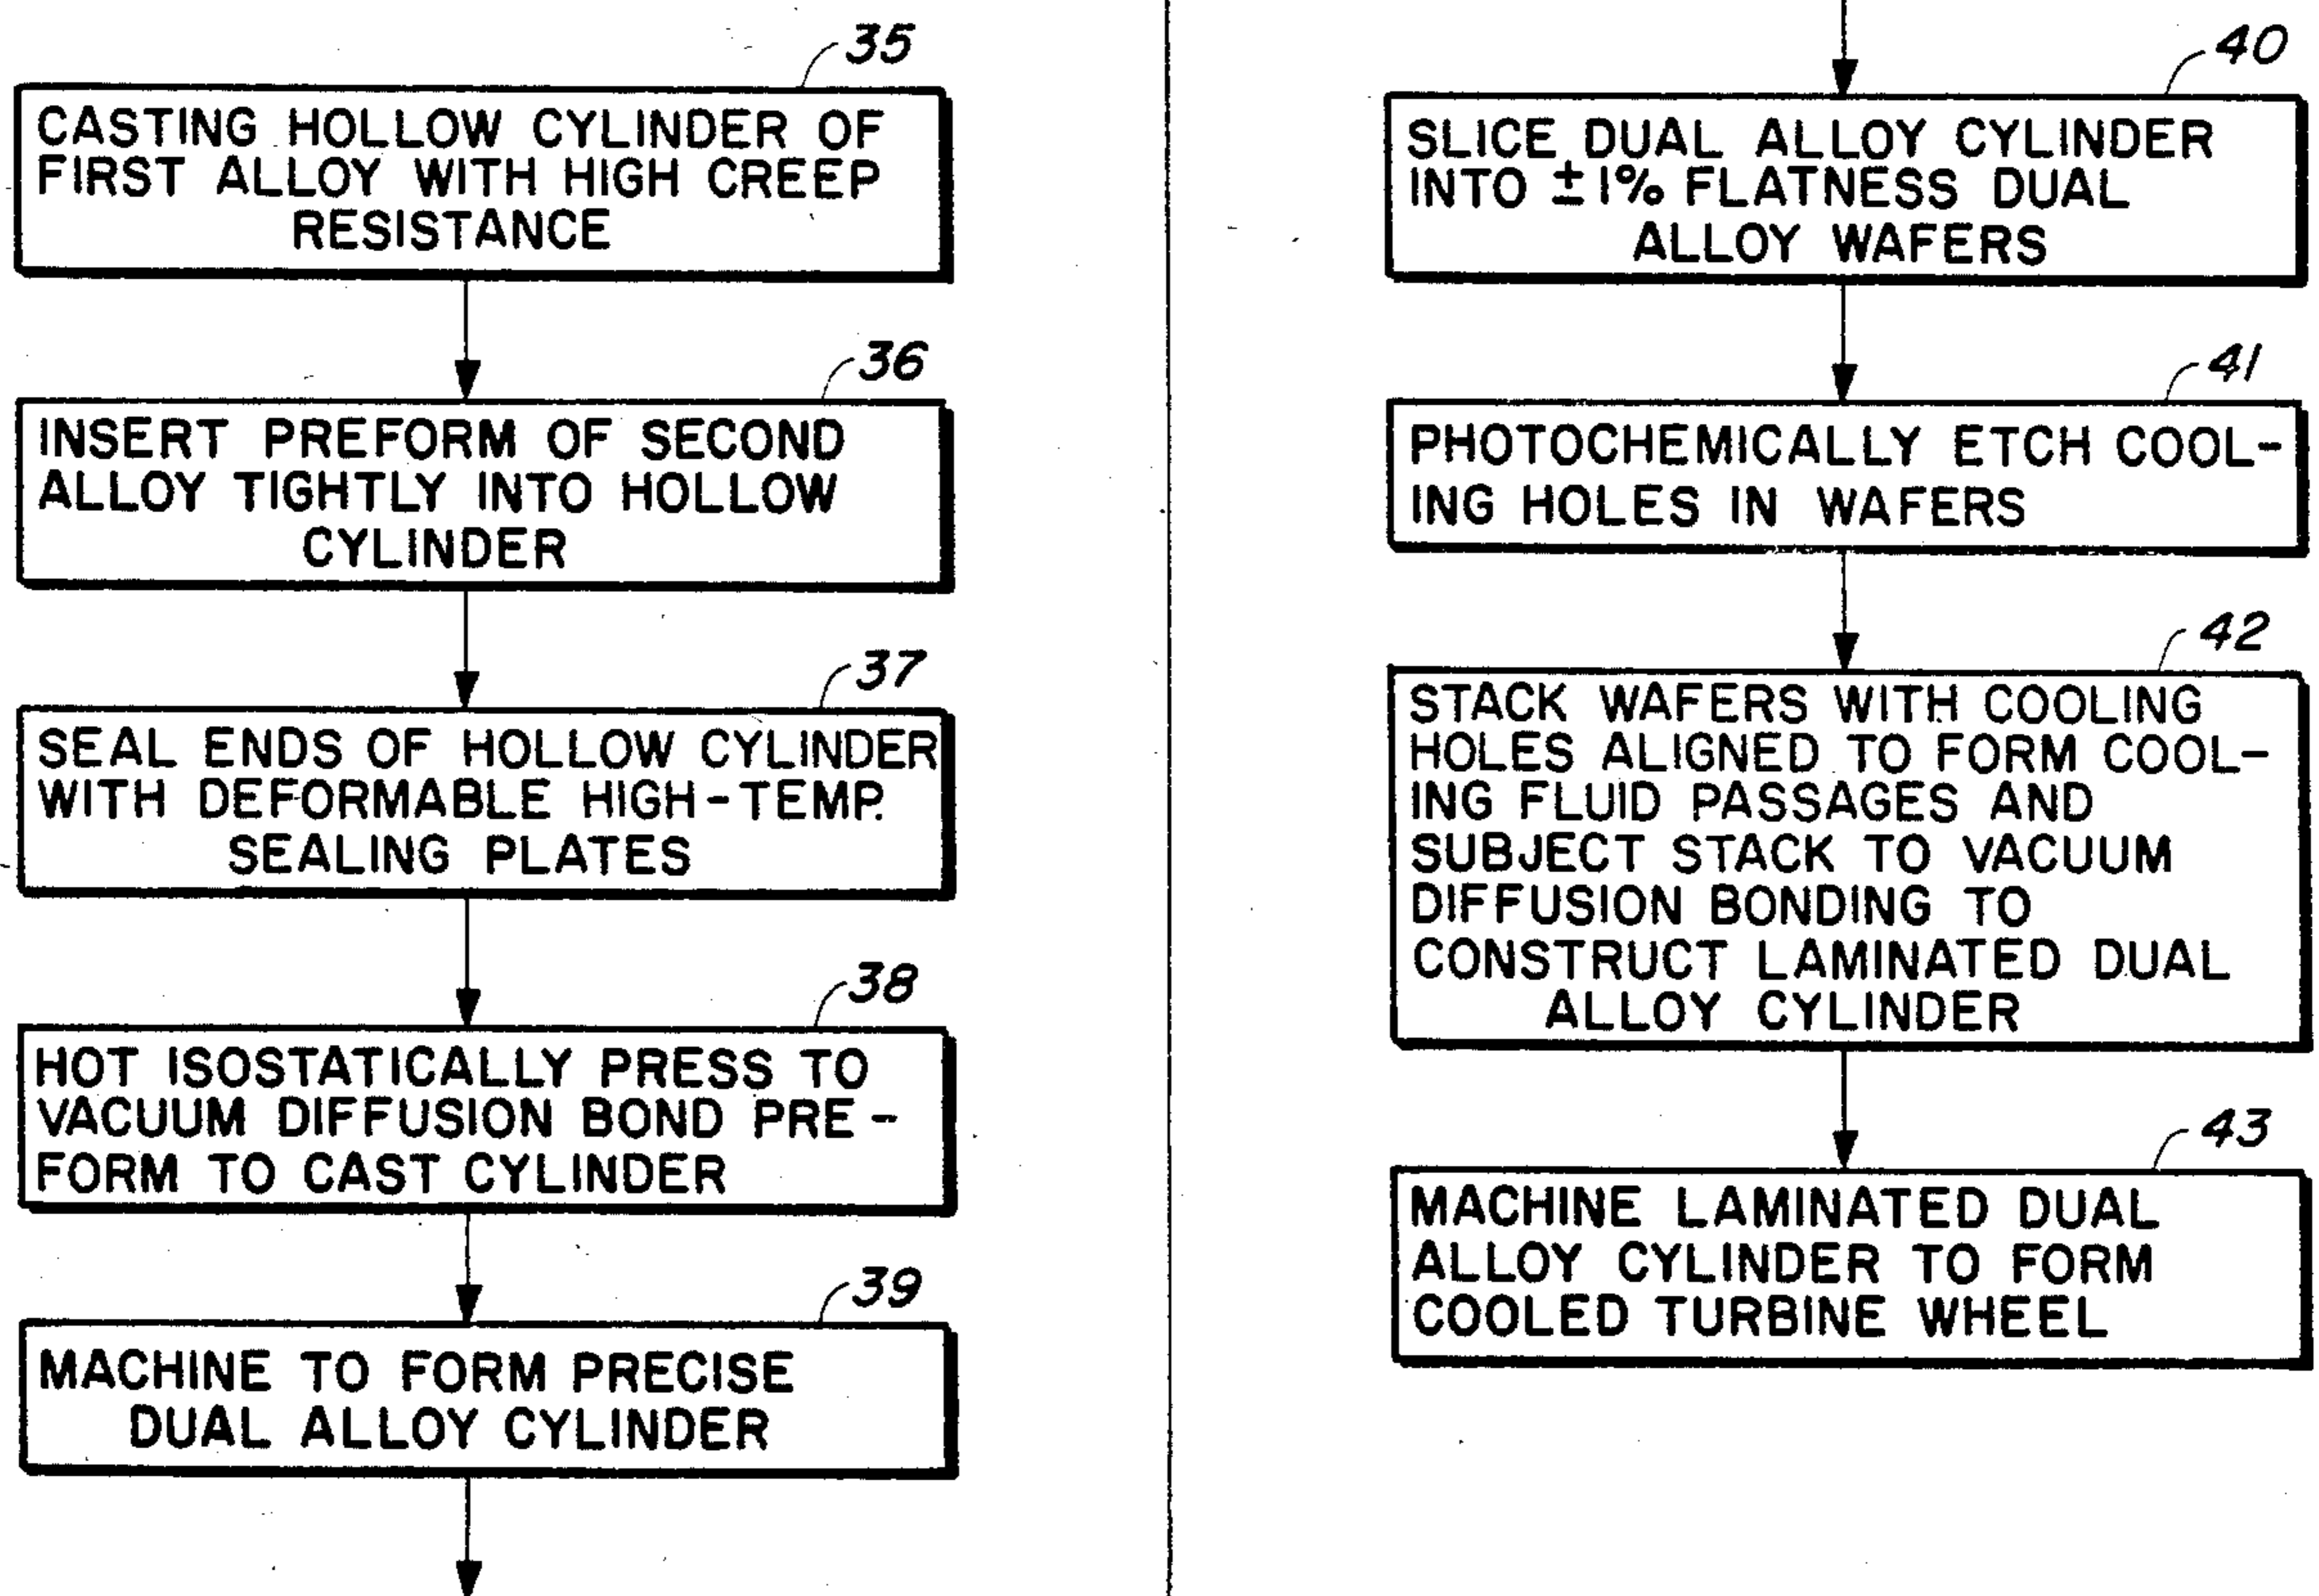 35
CASTING HOLLOW CYLINDER OF
FIRST ALLOY WITH HIGH CREEP
RESISTANCE
36
INSERT PREFORM OF SECOND
ALLOY TIGHTLY INTO HOLLOW
CYLINDER
37
SEAL ENDS OF HOLLOW CYLINDER
WITH DEFORMABLE HIGH-TEMP.
SEALING PLATES
38
HOT ISOSTATICALLY PRESS TO
VACUUM DIFFUSION BOND PRE-
FORM TO CAST CYLINDER
39
MACHINE TO FORM PRECISE
DUAL ALLOY CYLINDER
40
SLICE DUAL ALLOY CYLINDER
INTO ±1% FLATNESS DUAL
ALLOY WAFERS
41
PHOTOCHEMICALLY ETCH COOL-
ING HOLES IN WAFERS
42
STACK WAFERS WITH COOLING
HOLES ALIGNED TO FORM COOL-
ING FLUID PASSAGES AND
SUBJECT STACK TO VACUUM
DIFFUSION BONDING TO
CONSTRUCT LAMINATED DUAL
ALLOY CYLINDER
43
MACHINE LAMINATED DUAL
ALLOY CYLINDER TO FORM
COOLED TURBINE WHEEL